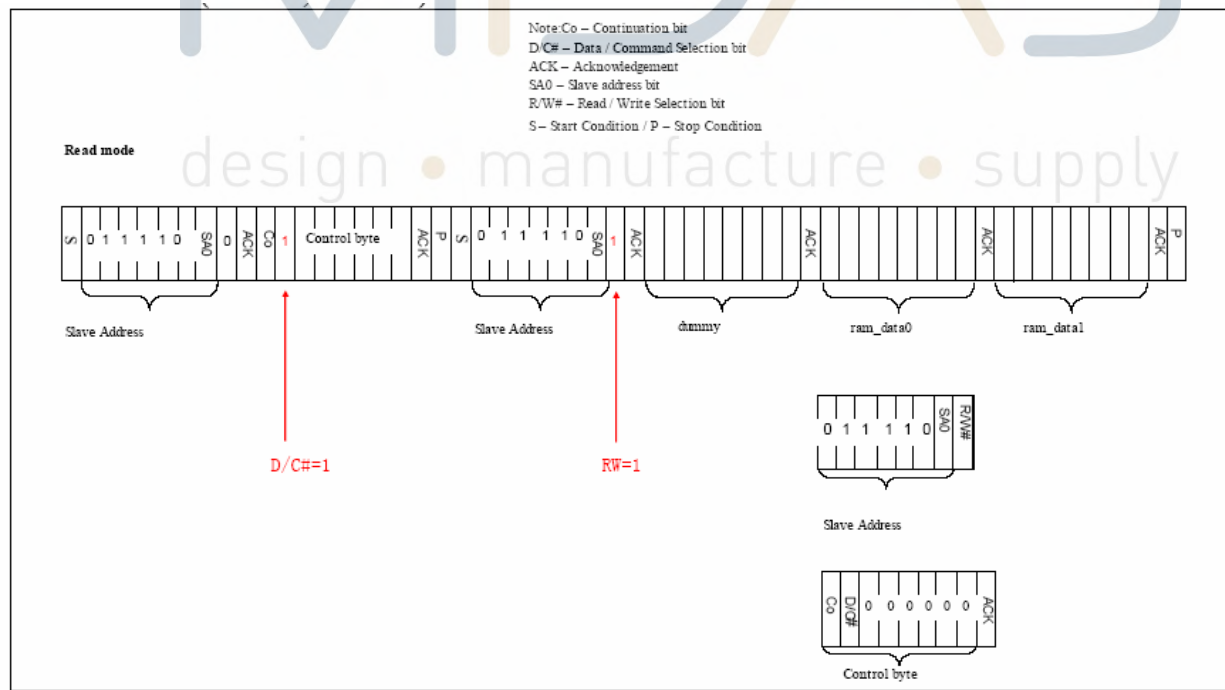 MIDAS
Note:Co – Continuation bit
D/C# – Data / Command Selection bit
ACK – Acknowledgement
SA0 – Slave address bit
R/W# – Read / Write Selection bit
S – Start Condition / P – Stop Condition
Read mode
design • manufacture • supply
S 0 1 1 1 1 0 SA0 0 ACK Co 1 Control byte ACK P S 0 1 1 1 1 0 SA0 1 ACK ACK ACK ACK P
Slave Address Slave Address dummy ram_data0 ram_data1
0 1 1 1 1 0 SA0 R/W#
D/C#=1 RW=1
Slave Address
Co D/C# 0 0 0 0 0 0 ACK
Control byte